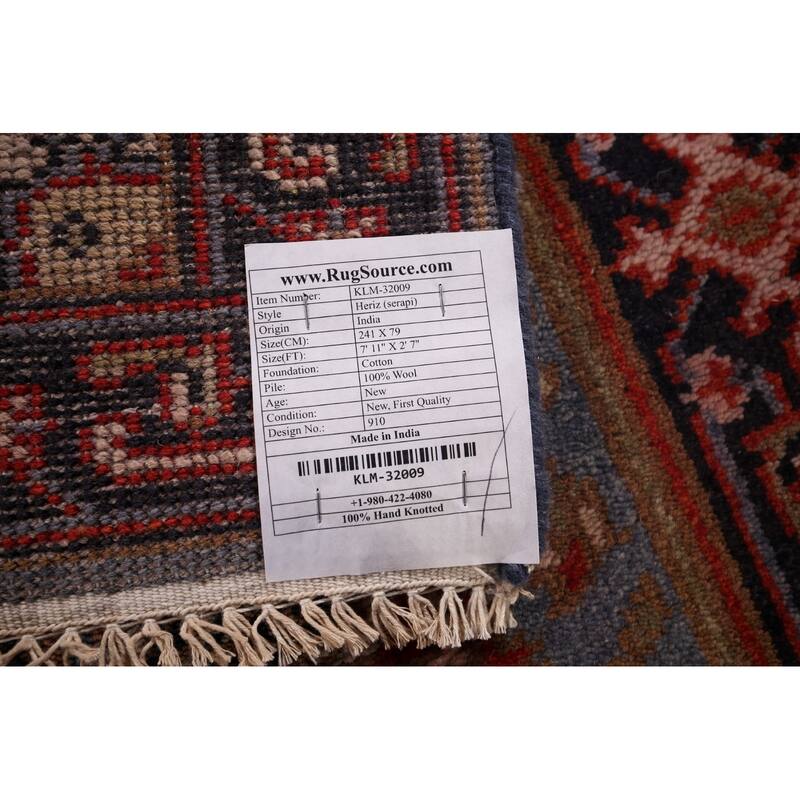 www.RugSource.com
Item Number: KLM-32009
Style Heriz (serapi)
Origin India
Size(CM): 241 X 79
Size(FT): 7' 11" X 2' 7"
Foundation: Cotton
Pile: 100% Wool
Age: New
Condition: New, First Quality
Design No.: 910
Made in India
KLM-32009
+1-980-422-4080
100% Hand Knotted